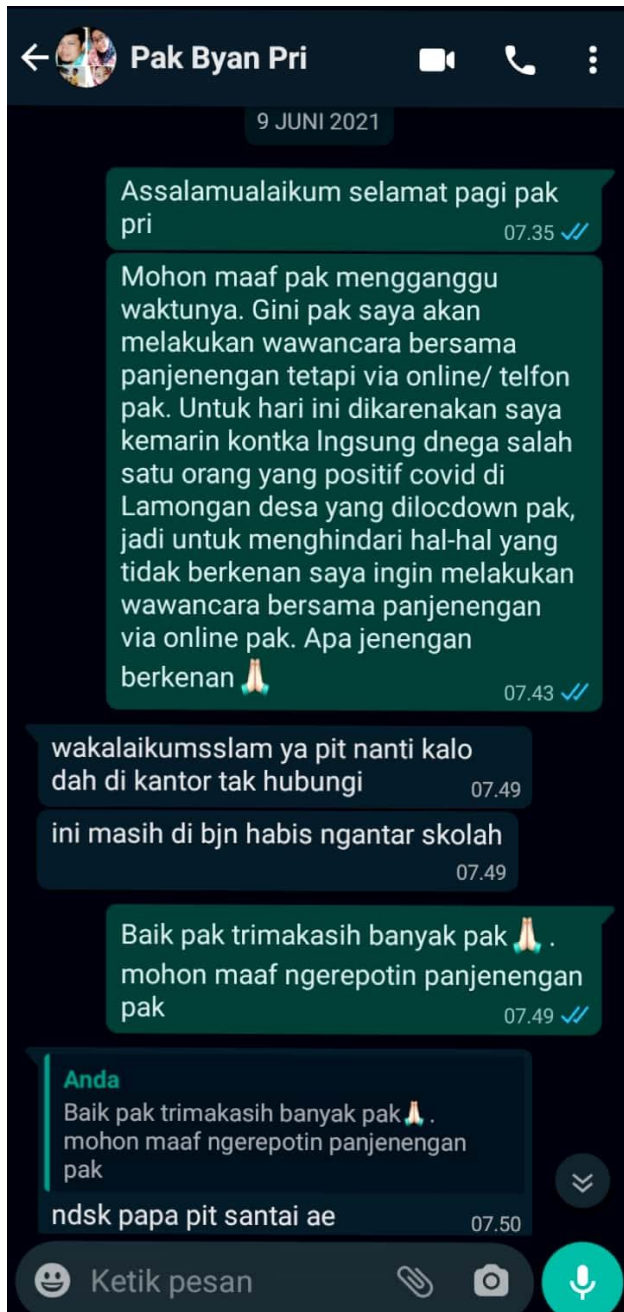 Pak Byan Pri
9 JUNI 2021
Assalamualaikum selamat pagi pak
pri
07.35
Mohon maaf pak mengganggu
waktunya. Gini pak saya akan
melakukan wawancara bersama
panjenengan tetapi via online/ telfon
pak. Untuk hari ini dikarenakan saya
kemarin kontka lngsung dnega salah
satu orang yang positif covid di
Lamongan desa yang dilocdown pak,
jadi untuk menghindari hal-hal yang
tidak berkenan saya ingin melakukan
wawancara bersama panjenengan
via online pak. Apa jenengan
berkenan🙏🏻
07.43
wakalaikumsslam ya pit nanti kalo
dah di kantor tak hubungi
07.49
ini masih di bjn habis ngantar skolah
07.49
Baik pak trimakasih banyak pak🙏🏻.
mohon maaf ngerepotin panjenengan
pak
07.49
Anda
Baik pak trimakasih banyak pak🙏🏻.
mohon maaf ngerepotin panjenengan
pak
ndsk papa pit santai ae
07.50
Ketik pesan